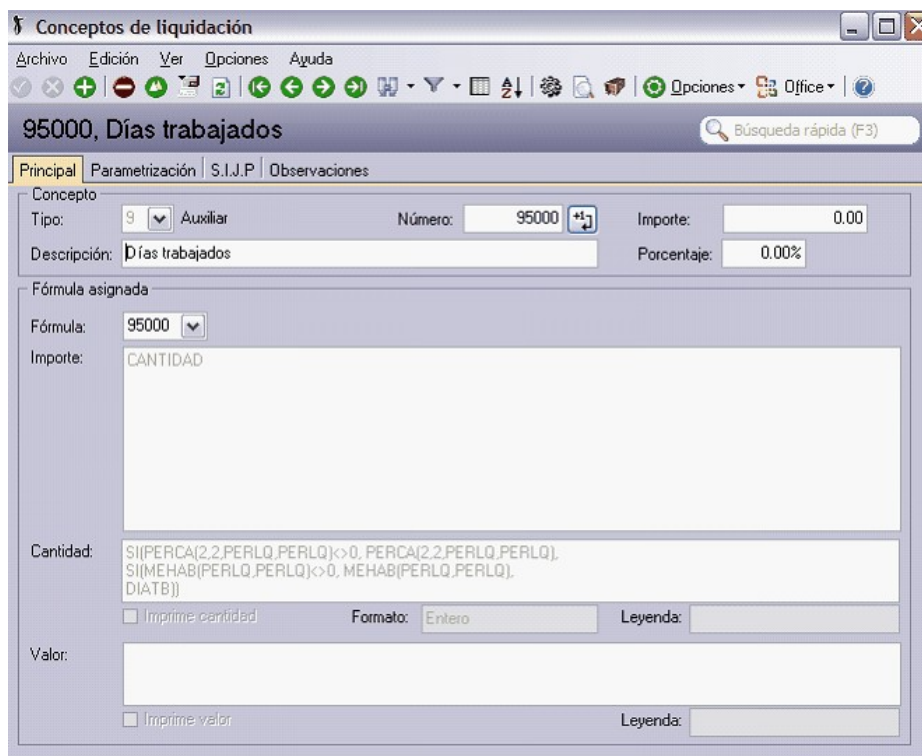 Conceptos de liquidación
Archivo Edición Ver Opciones Ayuda
Opciones Office
95000, Días trabajados
Búsqueda rápida (F3)
Principal Parametrización S.I.J.P Observaciones
Concepto
Tipo: 9 Auxiliar Número: 95000 +1 Importe: 0.00
Descripción: Días trabajados Porcentaje: 0.00%
Fórmula asignada
Fórmula: 95000
Importe: CANTIDAD
Cantidad: SI(PERCA(2,2,PERLQ,PERLQ)<>0, PERCA(2,2,PERLQ,PERLQ),
SI(MEHAB(PERLQ,PERLQ)<>0, MEHAB(PERLQ,PERLQ),
DIATB))
Imprime cantidad Formato: Entero Leyenda:
Valor:
Imprime valor Leyenda: